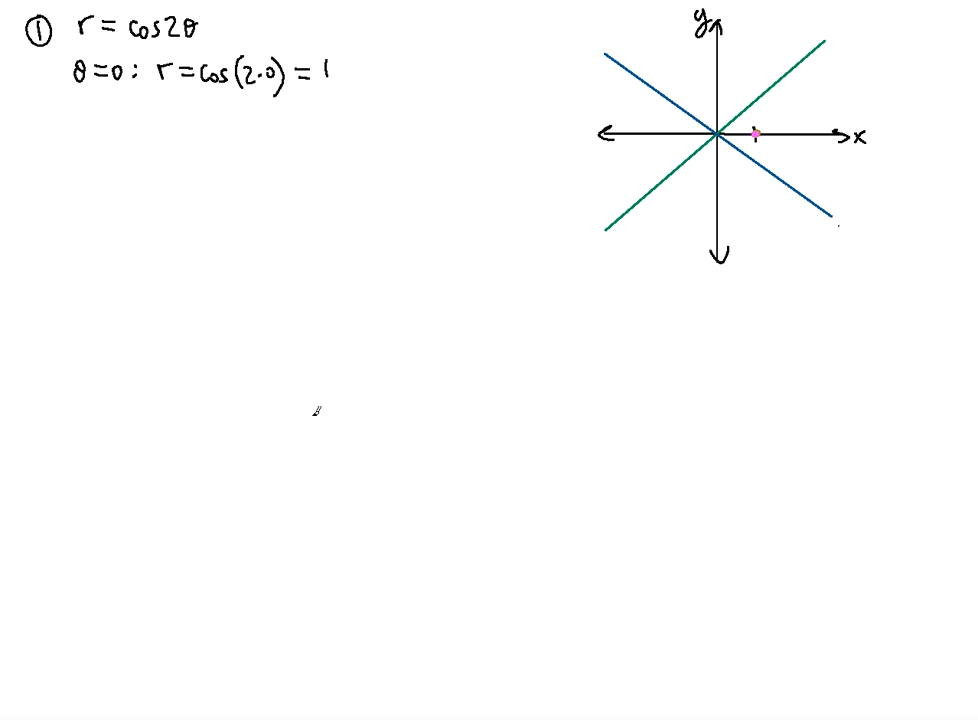 ① r = cos2θ
θ=0: r=cos(2·0) = 1
y
x